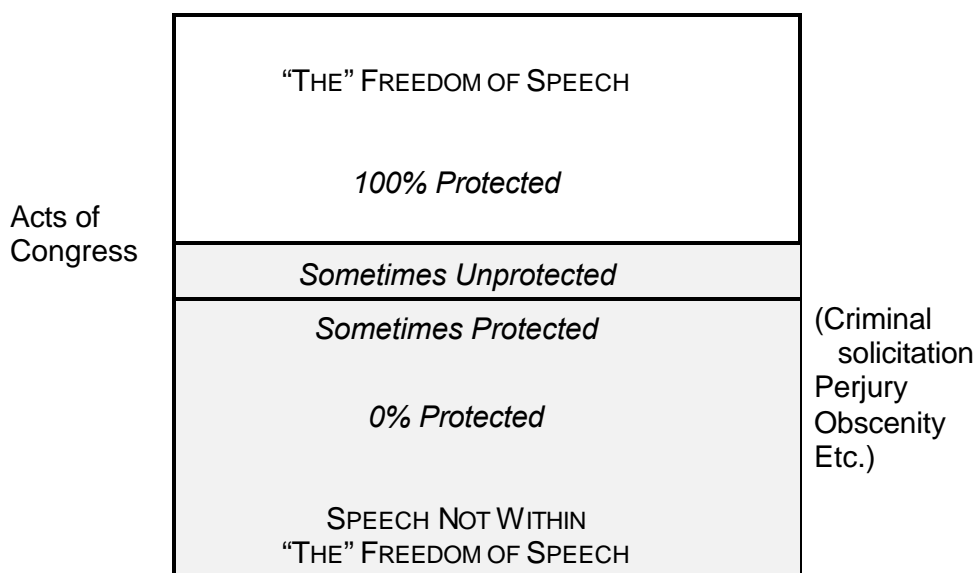 “THE” FREEDOM OF SPEECH
100% Protected
Acts of
Congress
Sometimes Unprotected
Sometimes Protected
(Criminal
solicitation
Perjury
Obscenity
Etc.)
0% Protected
SPEECH NOT WITHIN
“THE” FREEDOM OF SPEECH